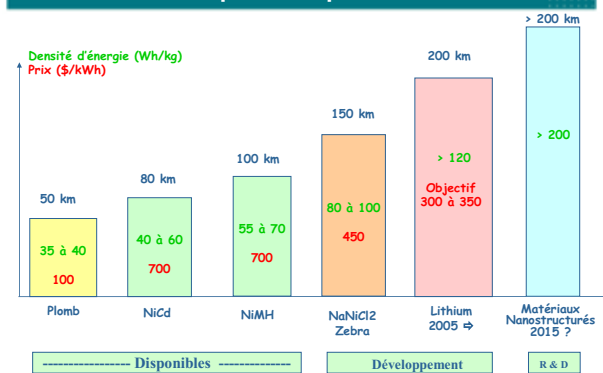 > 200 km
Densité d'énergie (Wh/kg)
Prix ($/kWh)
200 km
150 km
> 200
100 km
> 120
80 km
Objectif
300 à 350
50 km
80 à 100
55 à 70
40 à 60
450
35 à 40
700
700
100
Plomb
NiCd
NiMH
NaNiCl2
Zebra
Lithium
2005 ⇨
Matériaux
Nanostructurés
2015 ?
----------------- Disponibles --------------
Développement
R & D